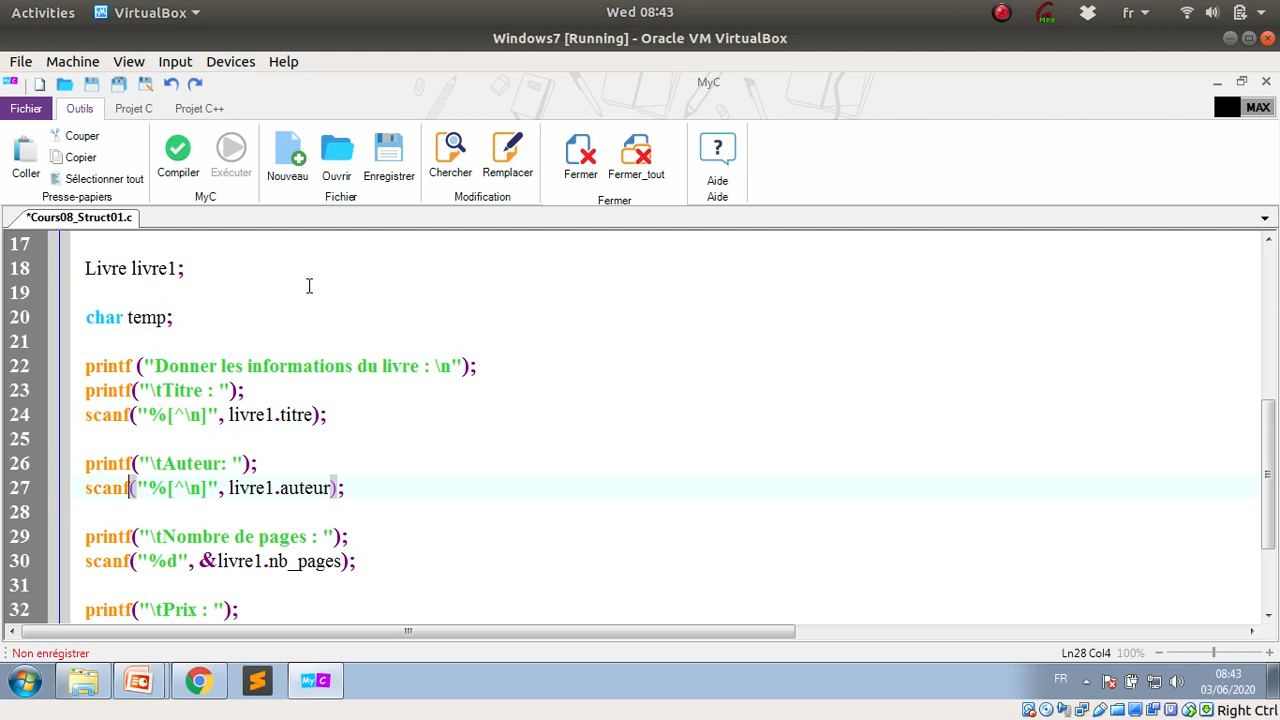 Activities VirtualBox Wed 08:43 fr
Windows7 [Running] - Oracle VM VirtualBox
File Machine View Input Devices Help
MyC
Fichier Outils Projet C Projet C++ MAX
Coller Couper Copier Sélectionner tout Compiler Exécuter Nouveau Ouvrir Enregistrer Chercher Remplacer Fermer Fermer_tout Aide
Presse-papiers MyC Fichier Modification Fermer Aide
*Cours08_Struct01.c
17
18 Livre livre1;
19
20 char temp;
21
22 printf ("Donner les informations du livre : \n");
23 printf("\tTitre : ");
24 scanf("%[^\n]", livre1.titre);
25
26 printf("\tAuteur: ");
27 scanf("%[^\n]", livre1.auteur);
28
29 printf("\tNombre de pages : ");
30 scanf("%d", &livre1.nb_pages);
31
32 printf("\tPrix : ");
Non enregistrer Ln28 Col4 100%
MyC FR 08:43
03/06/2020
Right Ctrl